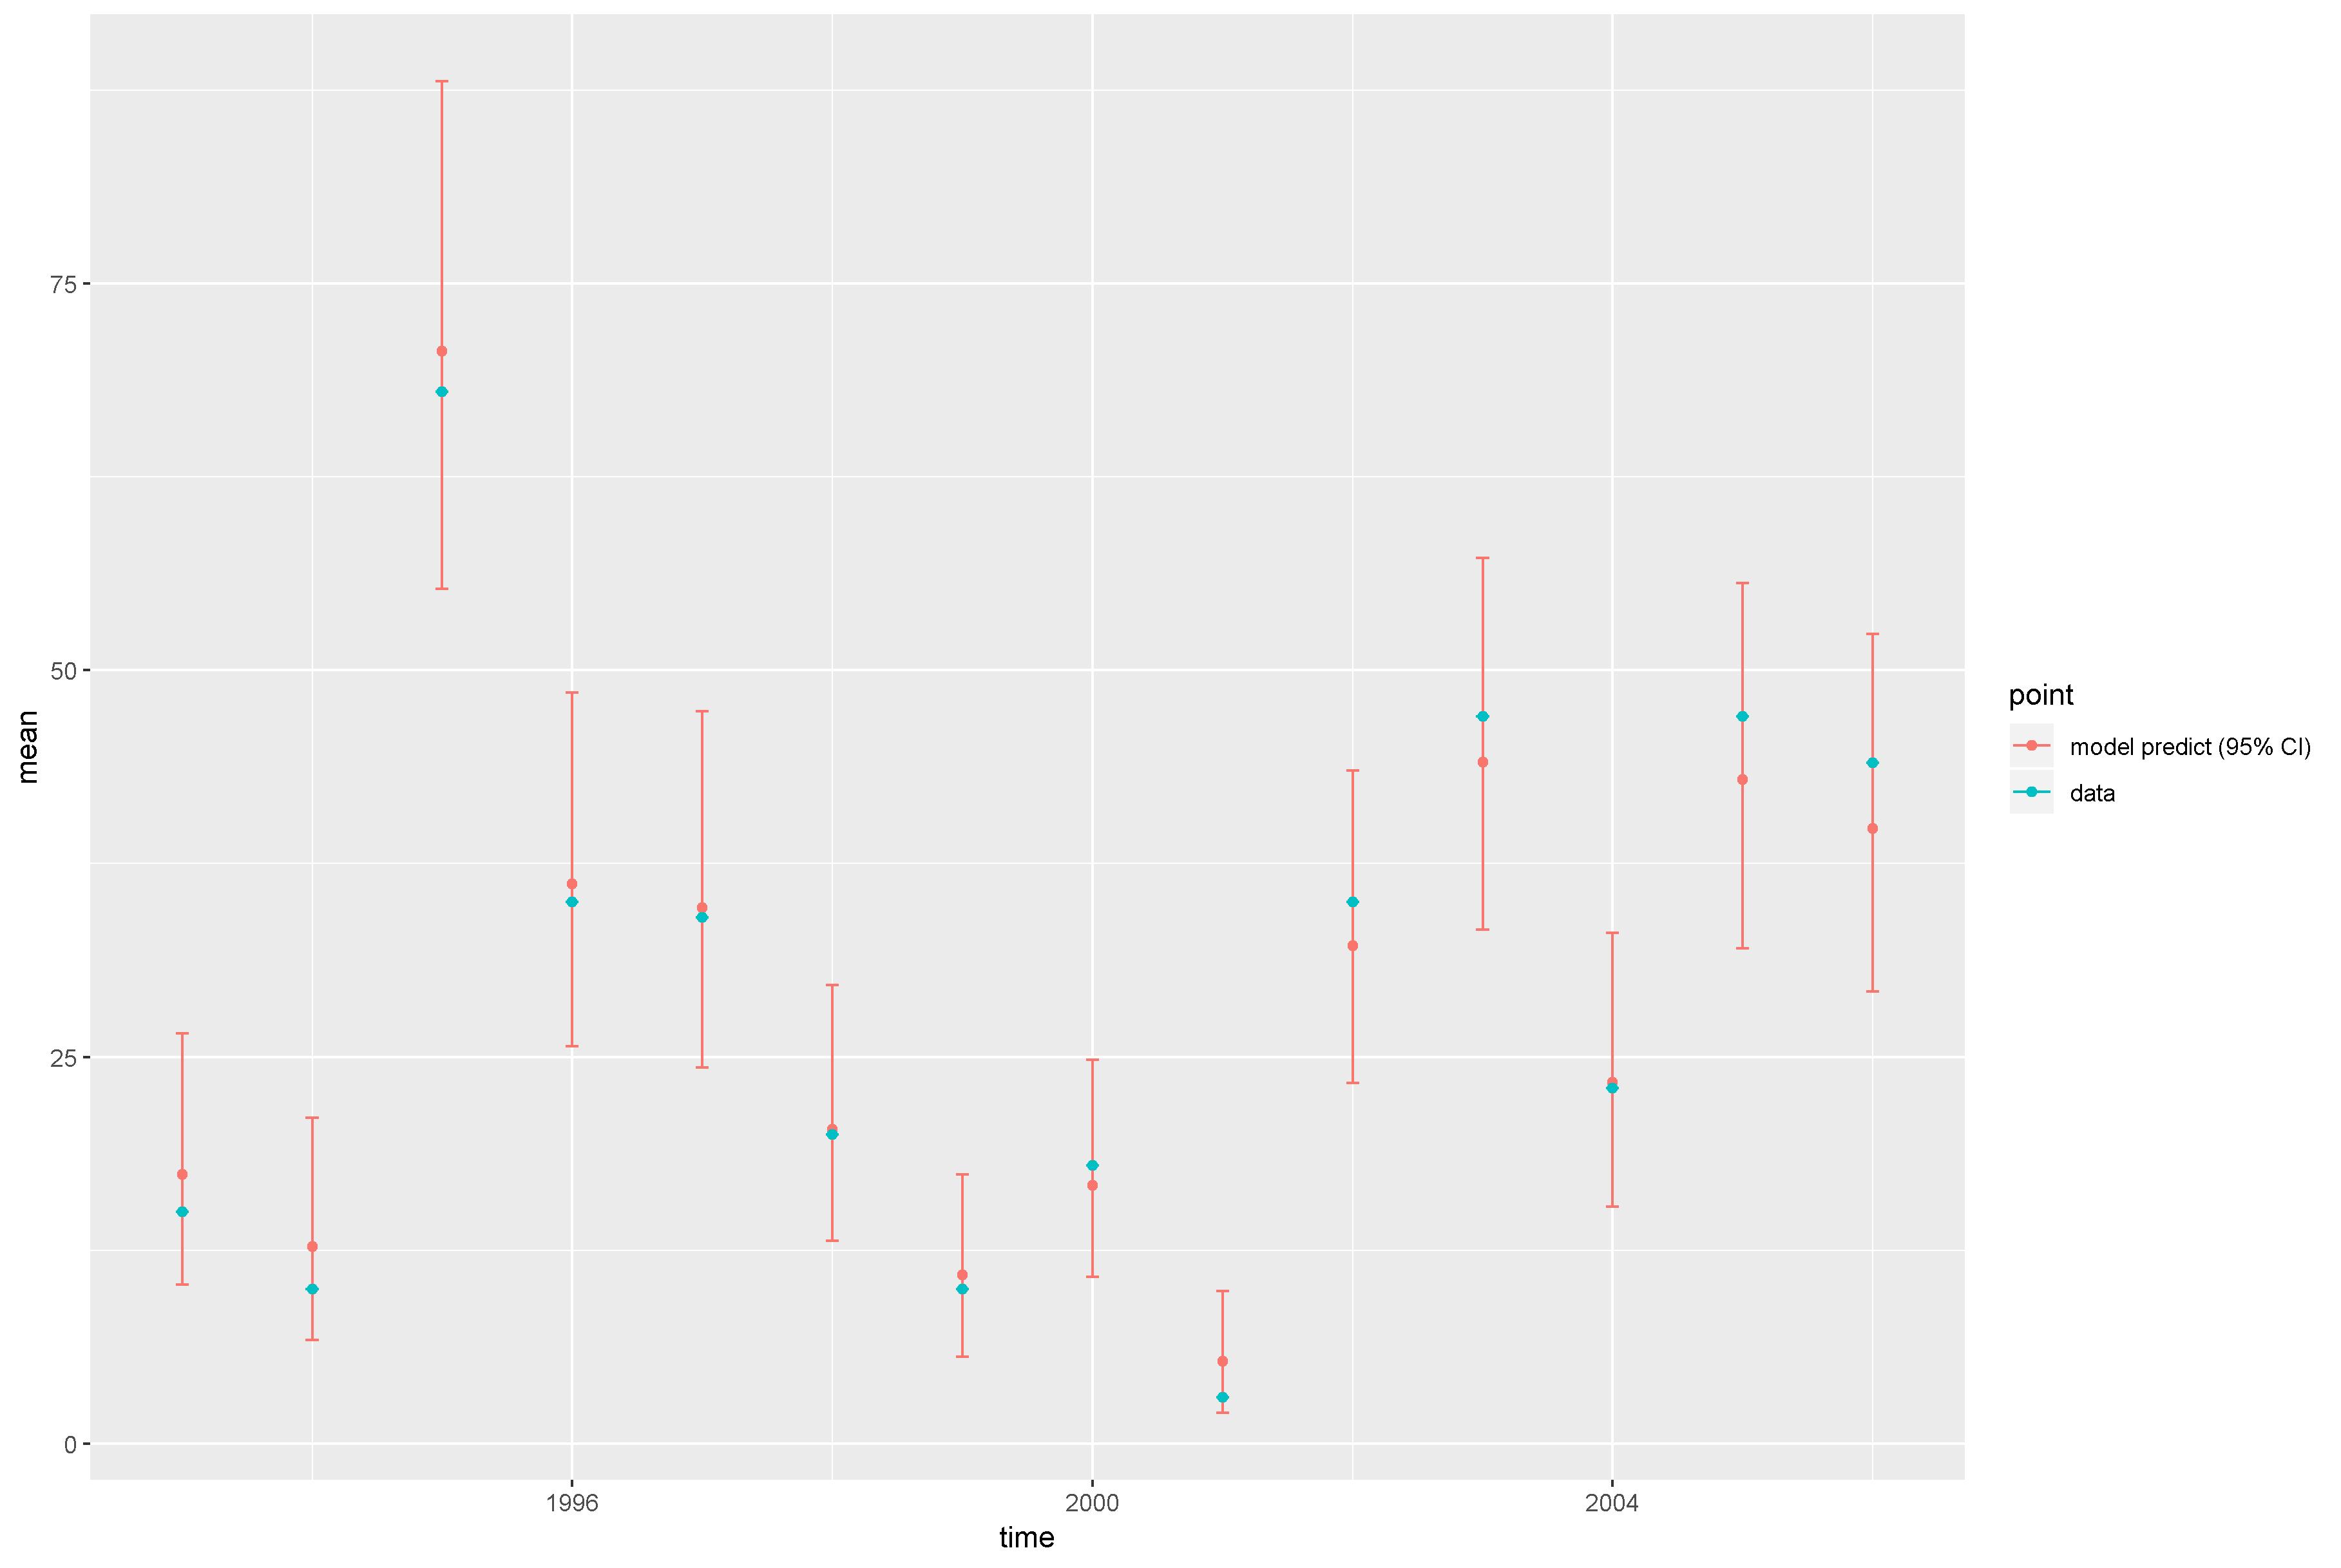 75
50
25
0
mean
1996
2000
2004
time
point
model predict (95% CI)
data